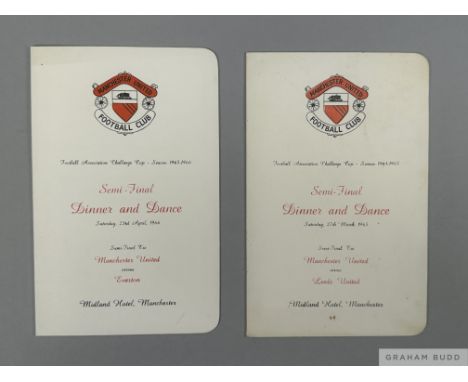 MANCHESTER UNITED
FOOTBALL CLUB
Football Association Challenge Cup - Season 1965-1966
Semi-Final
Dinner and Dance
Saturday, 23rd April, 1966
Semi-Final Tie
Manchester United
versus
Everton
Midland Hotel, Manchester
MANCHESTER UNITED
FOOTBALL CLUB
Football Association Challenge Cup - Season 1964-1965
Semi-Final
Dinner and Dance
Saturday, 27th March, 1965
Semi-Final Tie
Manchester United
versus
Leeds United
Midland Hotel, Manchester
GRAHAM BUDD